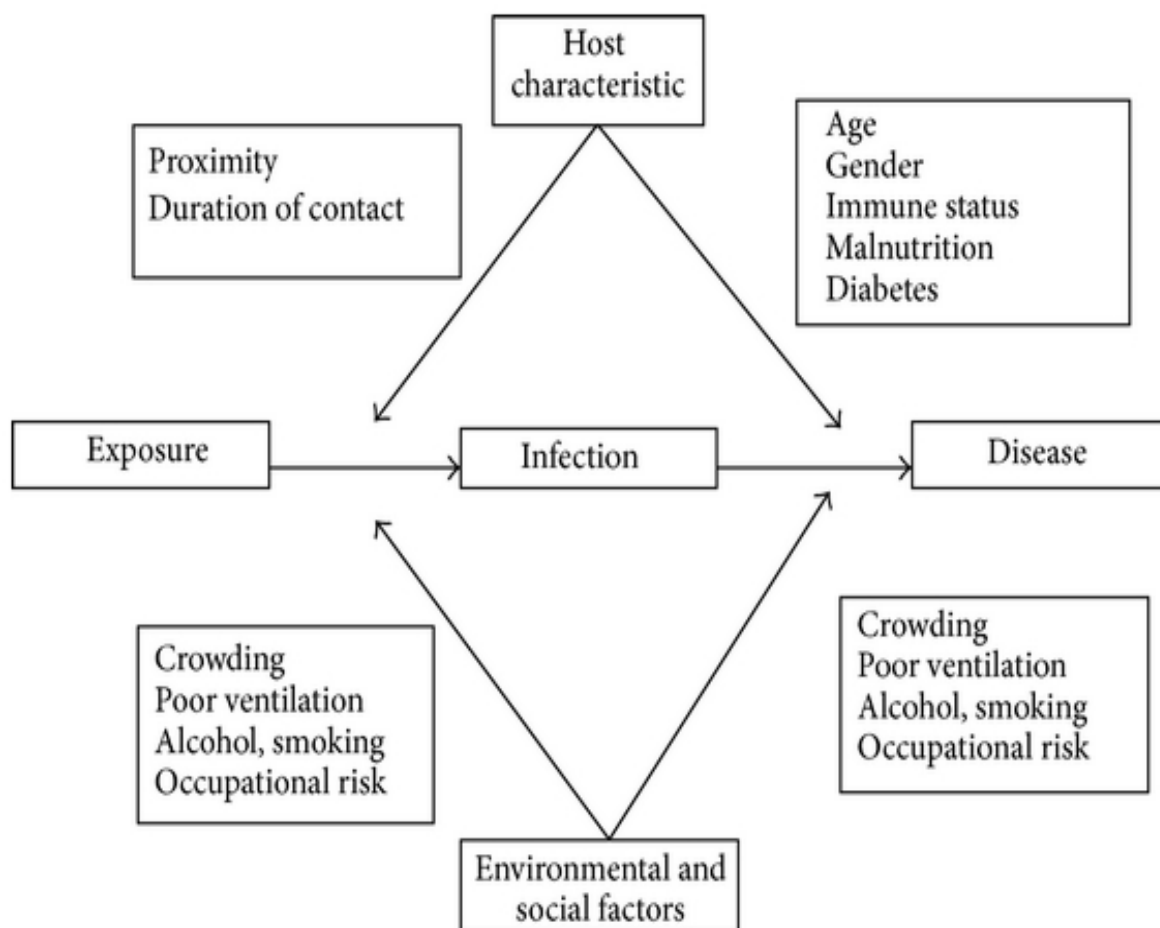 Host
characteristic
Proximity
Duration of contact
Age
Gender
Immune status
Malnutrition
Diabetes
Exposure
Infection
Disease
Crowding
Poor ventilation
Alcohol, smoking
Occupational risk
Crowding
Poor ventilation
Alcohol, smoking
Occupational risk
Environmental and
social factors